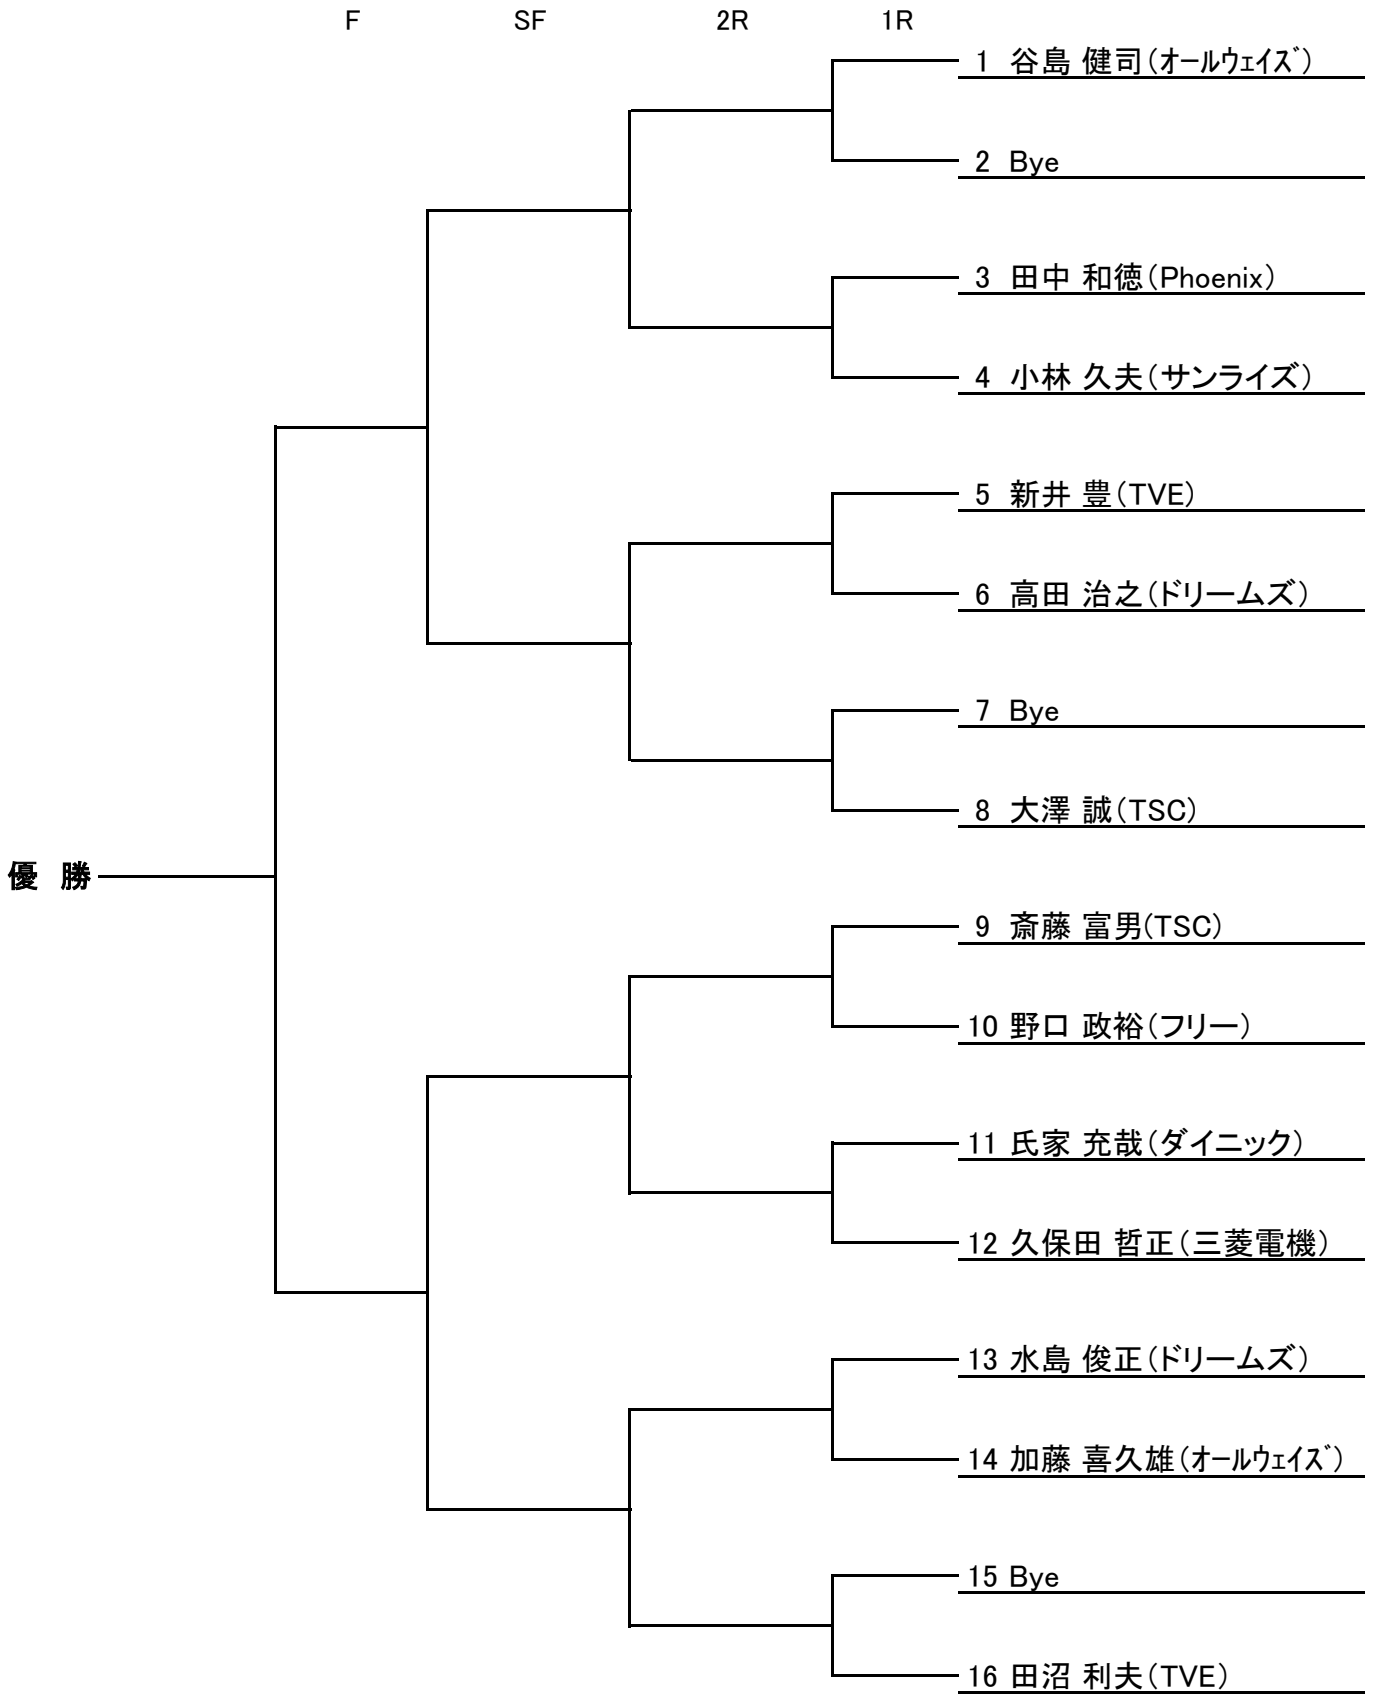 F SF 2R 1R
1 谷島 健司(ｵｰﾙｳｪｲｽﾞ)
2 Bye
3 田中 和徳(Phoenix)
4 小林 久夫(サンライズ)
5 新井 豊(TVE)
6 高田 治之(ドリームズ)
7 Bye
8 大澤 誠(TSC)
優 勝
9 斎藤 富男(TSC)
10 野口 政裕(フリー)
11 氏家 充哉(ダイニック)
12 久保田 哲正(三菱電機)
13 水島 俊正(ドリームズ)
14 加藤 喜久雄(ｵｰﾙｳｪｲｽﾞ)
15 Bye
16 田沼 利夫(TVE)